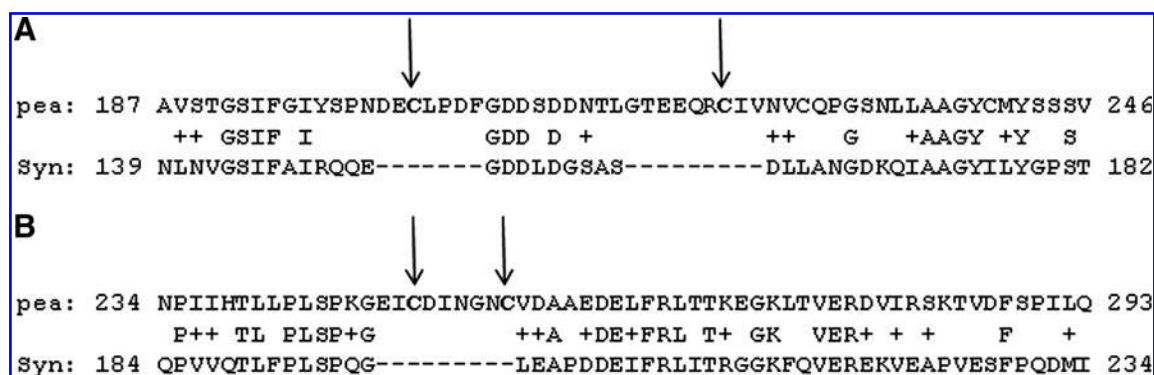 A
pea: 187 AVSTGSIFGIYSPNDECLPDFGDDSDDNTLGTEEQRCIVNVCQPGSNLLAAGYCMYSSSV 246
++ GSIF I GDD D + ++ G +AAGY +Y S
Syn: 139 NLNVGSIFAIRQQE-------GDDLDGSAS---------DLLANGDKQIAAGYILYGPST 182
B
pea: 234 NPIIHTLLPLSPKGEICDINGNCVDAAEDELFRLTTKEGKLTVERDVIRSKTVDFSPILQ 293
P++ TL PLSP+G ++A +DE+FRL T+ GK VER+ + + F +
Syn: 184 QPVVQTLFPLSPQG---------LEAPDDEIFRLITRGGKFQVEREKVEAPVESFPQDMI 234